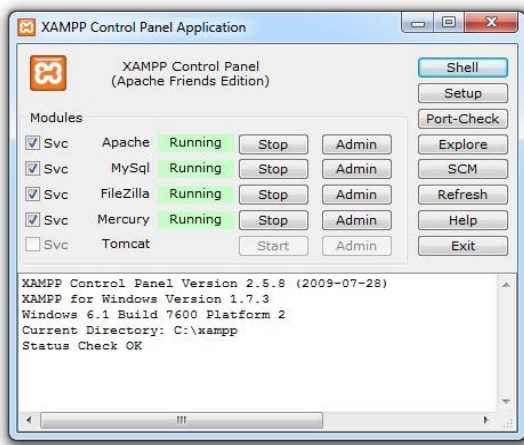 XAMPP Control Panel Application
XAMPP Control Panel
(Apache Friends Edition)
Shell
Setup
Port-Check
Explore
SCM
Refresh
Help
Exit
Modules
Svc Apache Running Stop Admin
Svc MySql Running Stop Admin
Svc FileZilla Running Stop Admin
Svc Mercury Running Stop Admin
Svc Tomcat Start Admin
XAMPP Control Panel Version 2.5.8 (2009-07-28)
XAMPP for Windows Version 1.7.3
Windows 6.1 Build 7600 Platform 2
Current Directory: C:\xampp
Status Check OK